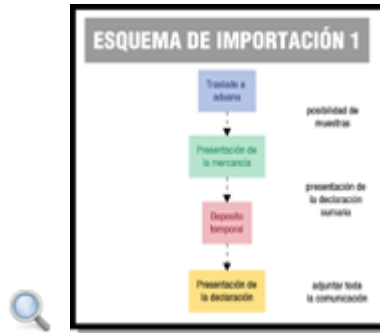 ESQUEMA DE IMPORTACIÓN 1
Traslado a
aduana
posibilidad de
muestras
Presentación de
la mercancía
presentación de
la declaración
sumaria
Deposito
temporal
Presentación de
la declaración
adjuntar toda
la comunicación